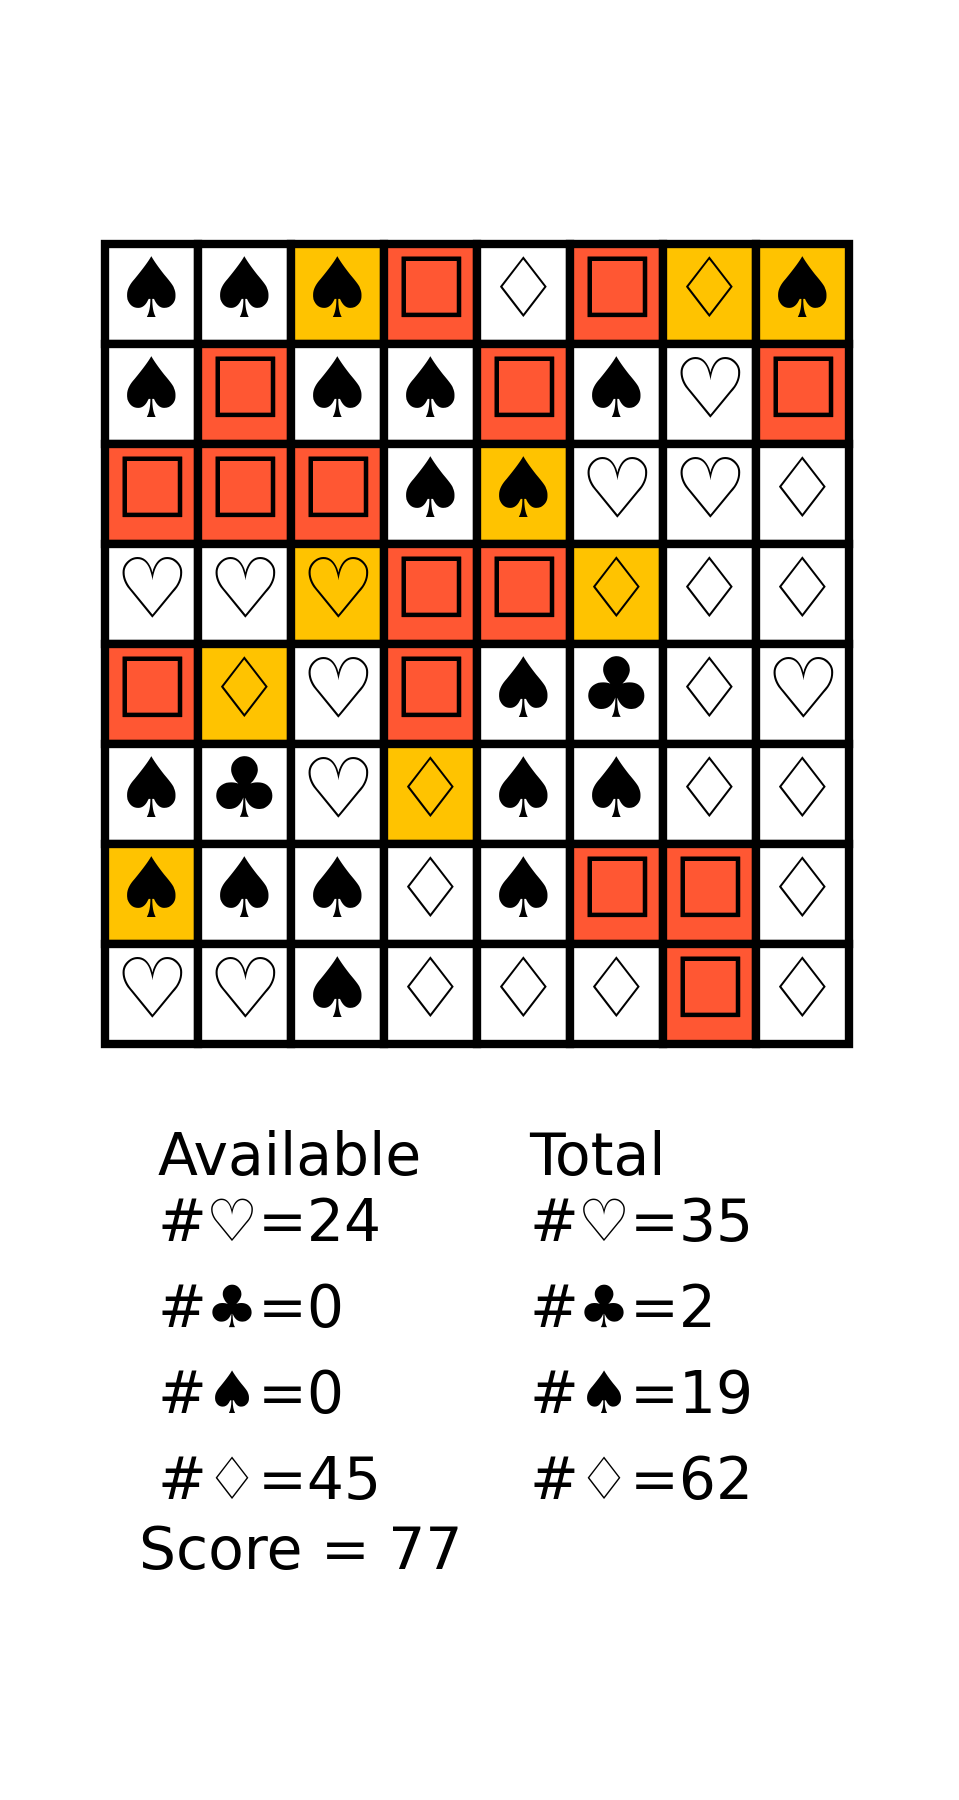 ♠ ♠ ♠ □ ♢ □ ♢ ♠
♠ □ ♠ ♠ □ ♠ ♡ □
□ □ □ ♠ ♠ ♡ ♡ ♢
♡ ♡ ♡ □ □ ♢ ♢ ♢
□ ♢ ♡ □ ♠ ♣ ♢ ♡
♠ ♣ ♡ ♢ ♠ ♠ ♢ ♢
♠ ♠ ♠ ♢ ♠ □ □ ♢
♡ ♡ ♠ ♢ ♢ ♢ □ ♢
Available Total
#♡=24 #♡=35
#♣=0 #♣=2
#♠=0 #♠=19
#♢=45 #♢=62
Score = 77